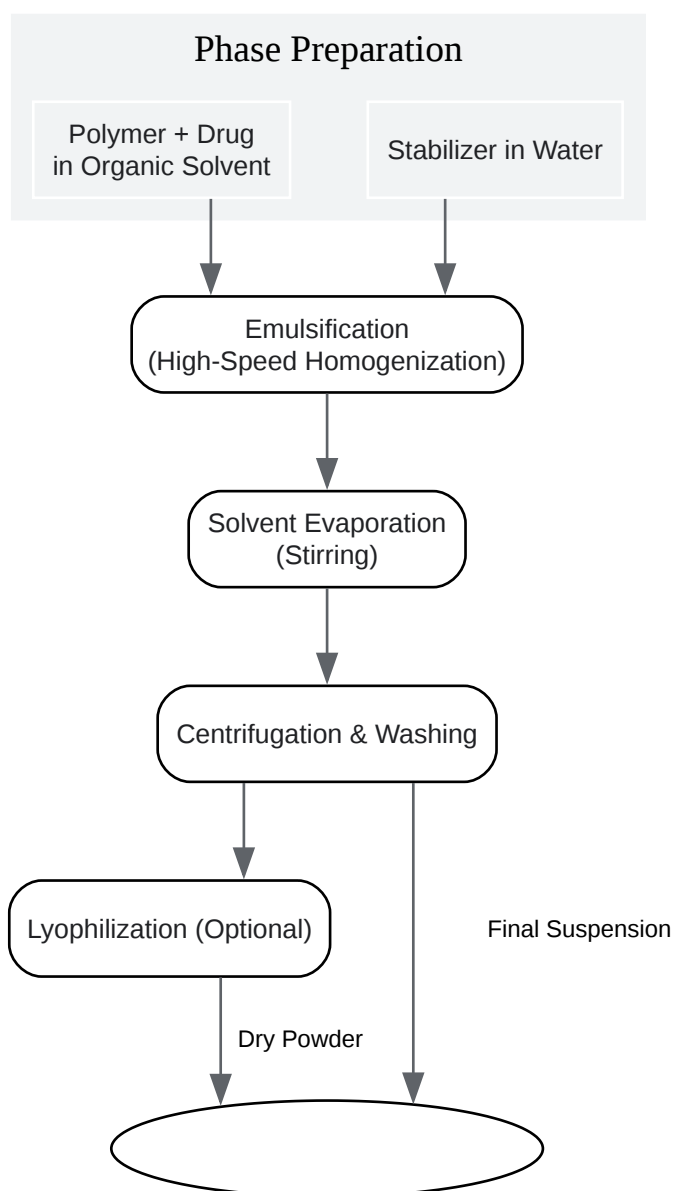 Phase Preparation
Polymer + Drug
in Organic Solvent
Stabilizer in Water
Emulsification
(High-Speed Homogenization)
Solvent Evaporation
(Stirring)
Centrifugation & Washing
Lyophilization (Optional)
Final Suspension
Dry Powder